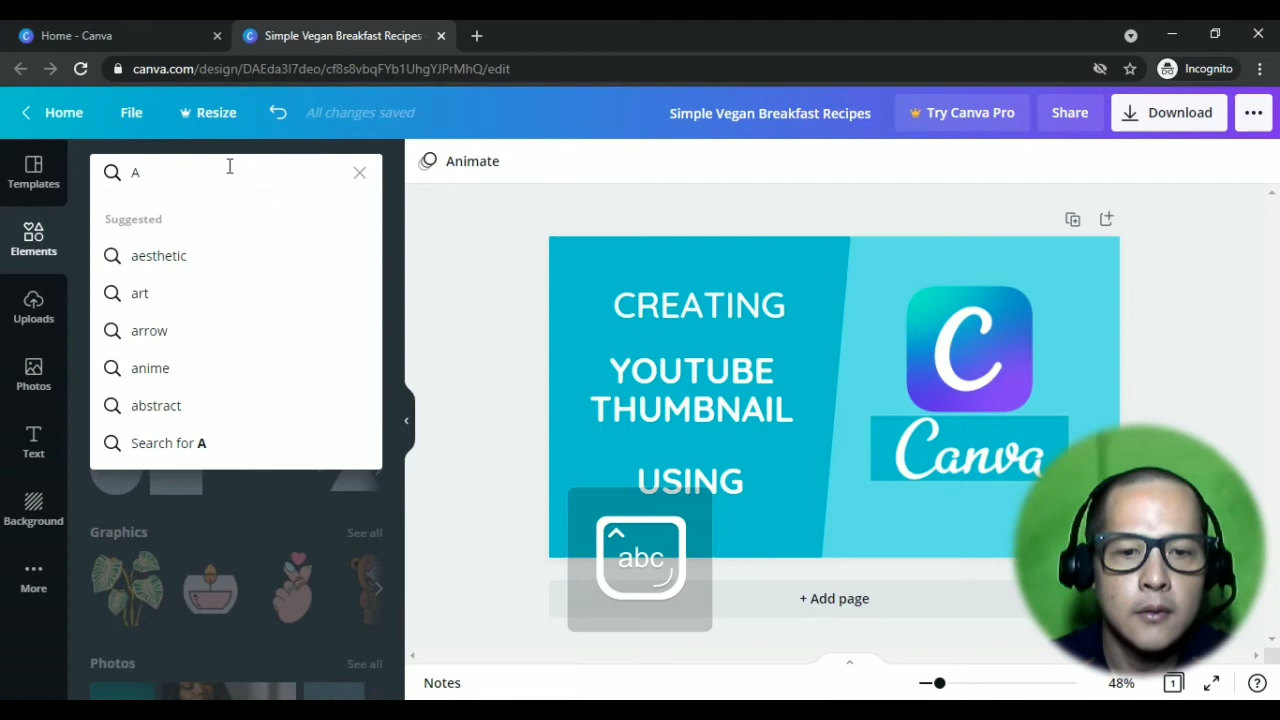 Home - Canva
Simple Vegan Breakfast Recipes
canva.com/design/DAEda3I7deo/cf8s8vbqFYb1UhgYJPrMhQ/edit
Incognito
Home
File
Resize
All changes saved
Simple Vegan Breakfast Recipes
Try Canva Pro
Share
Download
Templates
Elements
Uploads
Photos
Text
Background
More
A
Suggested
aesthetic
art
arrow
anime
abstract
Search for A
Graphics
See all
Photos
See all
Animate
CREATING
YOUTUBE
THUMBNAIL
USING
C
Canva
abc
+ Add page
Notes
48%
1